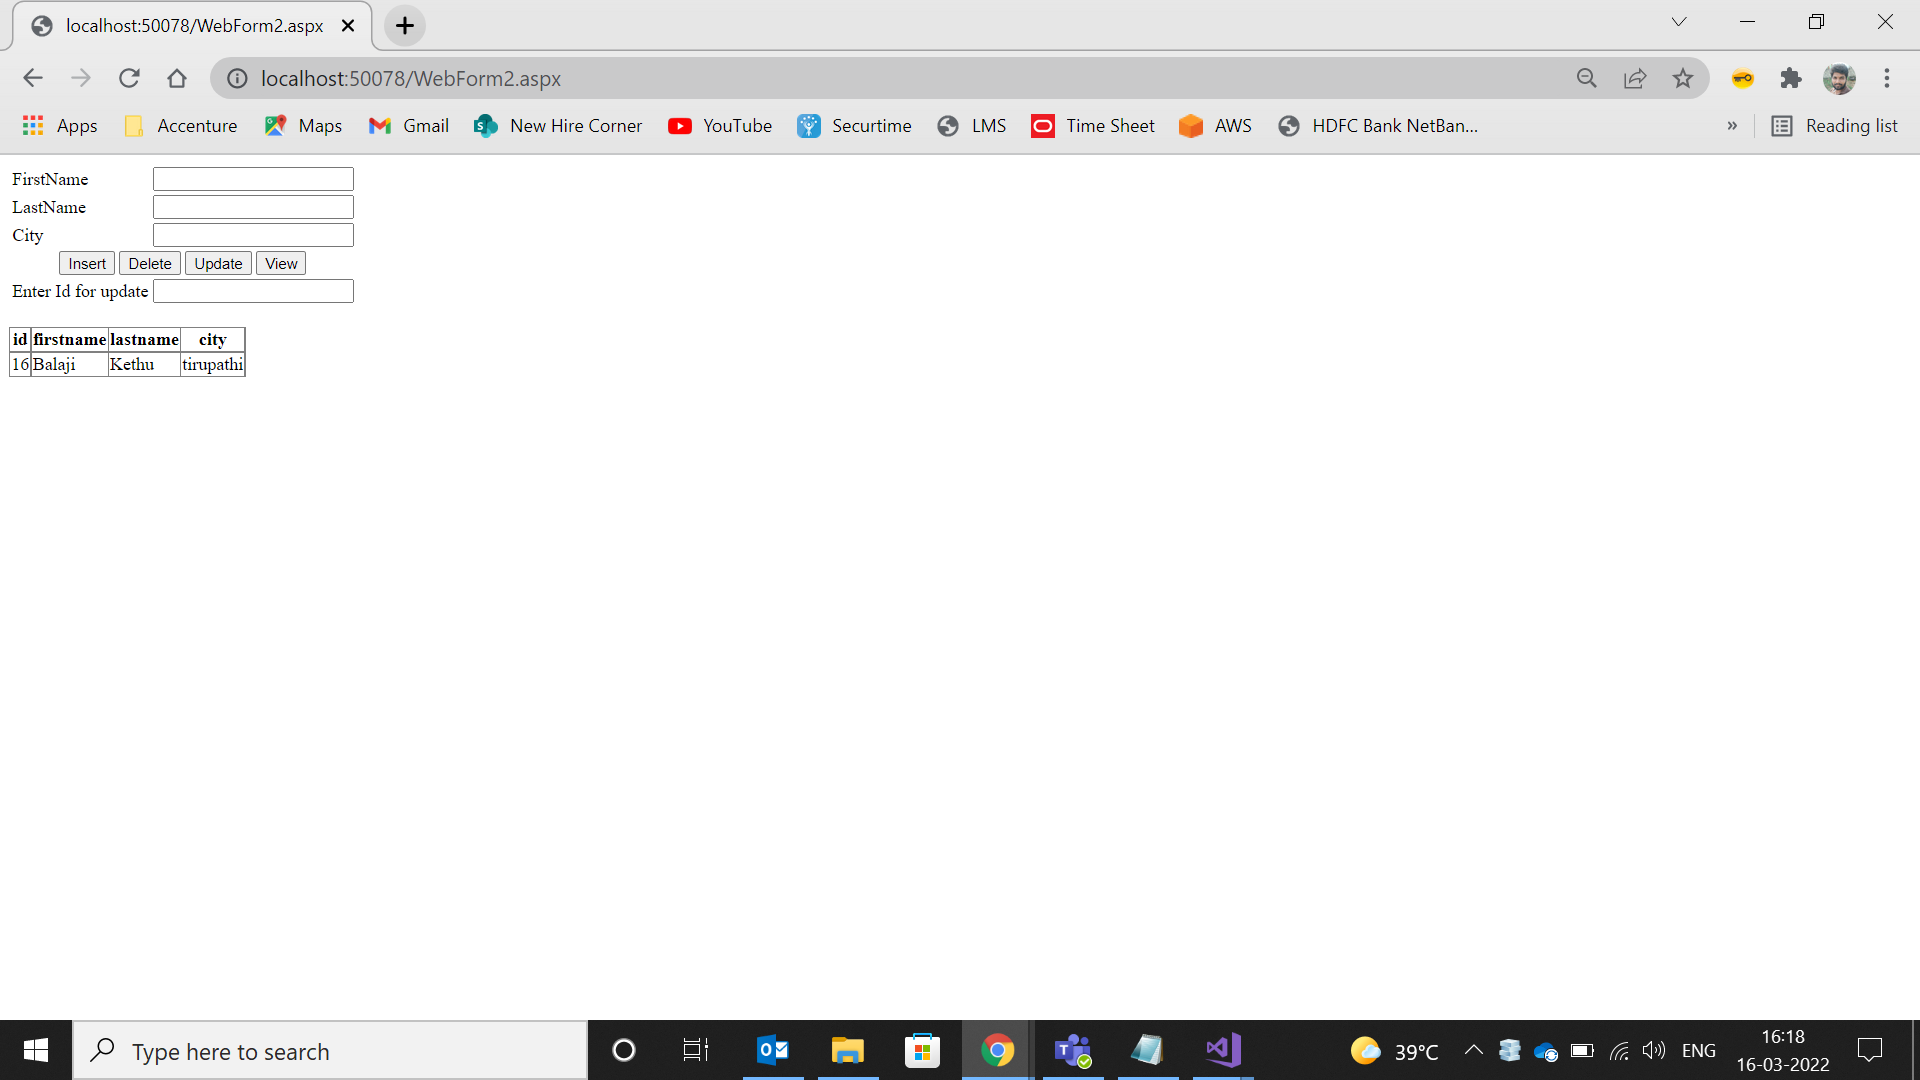 localhost:50078/WebForm2.aspx
localhost:50078/WebForm2.aspx
Apps Accenture Maps Gmail New Hire Corner YouTube Securtime LMS Time Sheet AWS HDFC Bank NetBan... » Reading list
FirstName
LastName
City
Insert Delete Update View
Enter Id for update
id firstname lastname city
16 Balaji Kethu tirupathi
Type here to search
39°C
ENG
16:18
16-03-2022